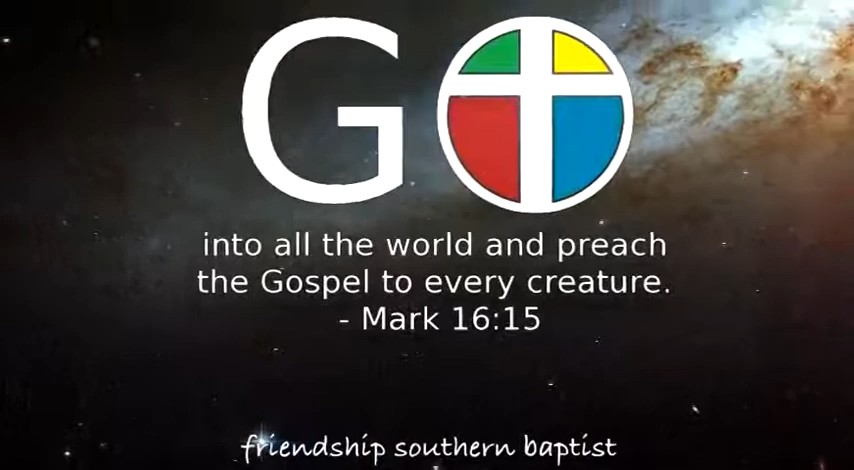 GO
into all the world and preach
the Gospel to every creature.
- Mark 16:15
friendship southern baptist